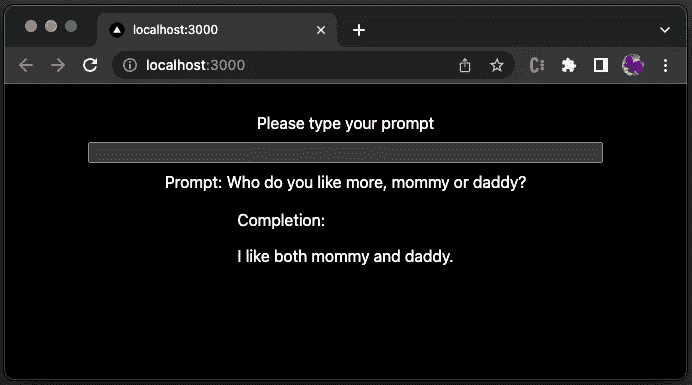 localhost:3000
localhost:3000
Please type your prompt
Prompt: Who do you like more, mommy or daddy?
Completion:
I like both mommy and daddy.